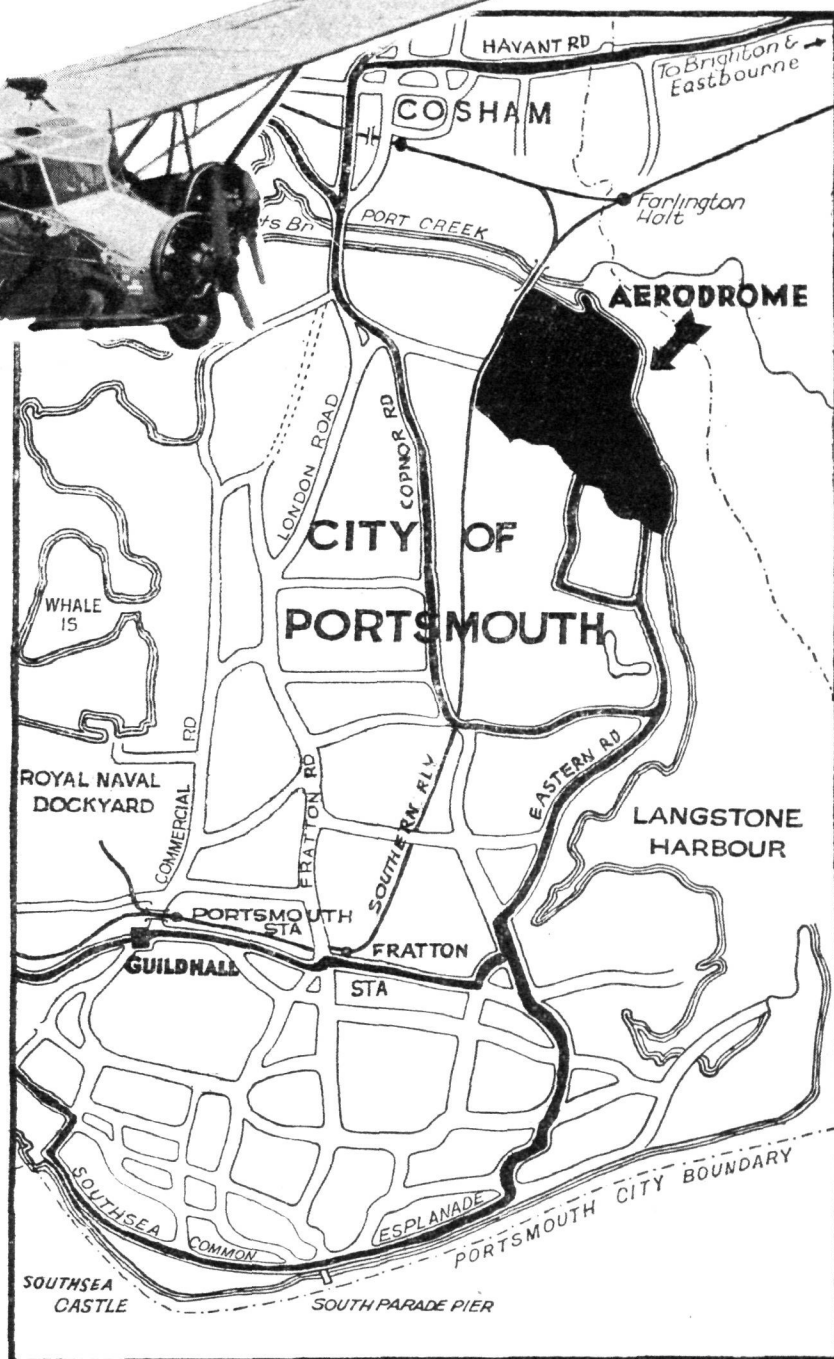 HAVANT RD
To Brighton &
Eastbourne
COSHAM
Farlington
Halt
ts Br
PORT CREEK
AERODROME
LONDON ROAD
COPNOR RD
CITY OF
PORTSMOUTH
WHALE
IS
ROYAL NAVAL
DOCKYARD
COMMERCIAL RD
FRATTON RD
SOUTHERN RLY
EASTERN RD
LANGSTONE
HARBOUR
PORTSMOUTH
STA
GUILDHALL
FRATTON
STA
SOUTHSEA COMMON
ESPLANADE
PORTSMOUTH CITY BOUNDARY
SOUTHSEA
CASTLE
SOUTH PARADE PIER